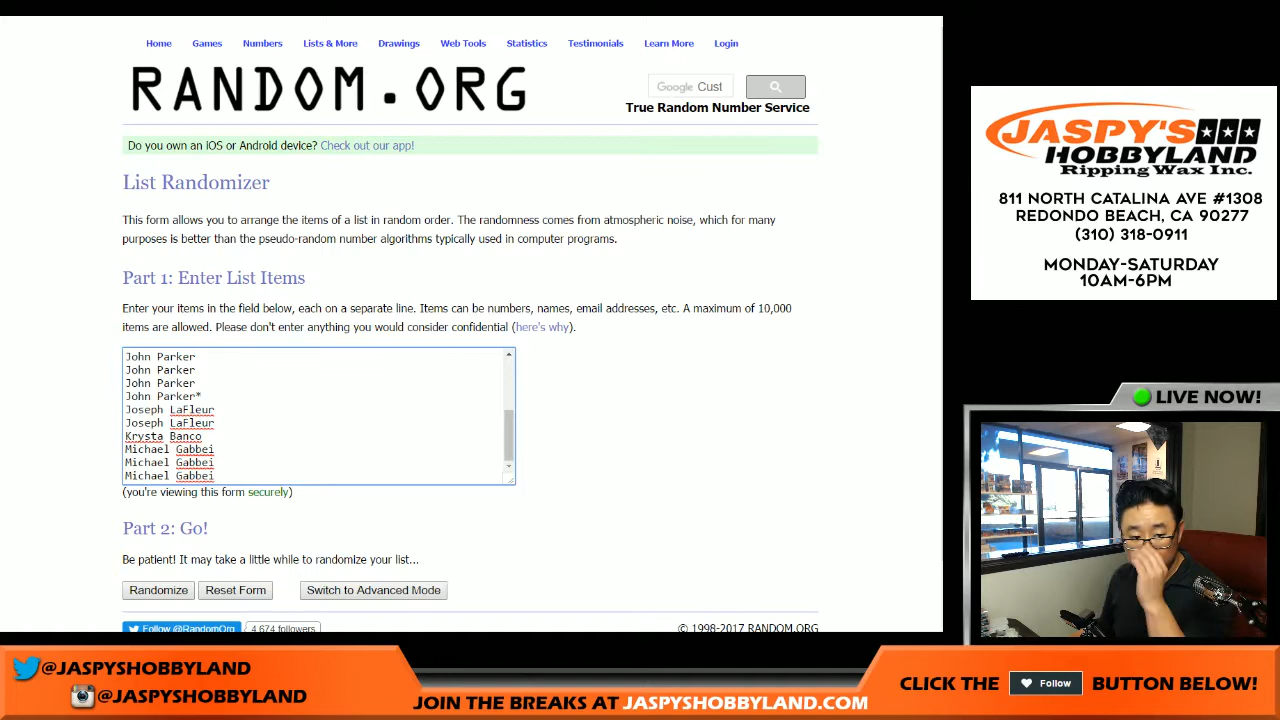 Home Games Numbers Lists & More Drawings Web Tools Statistics Testimonials Learn More Login
RANDOM.ORG
Google Cust
True Random Number Service
Do you own an iOS or Android device? Check out our app!
List Randomizer
This form allows you to arrange the items of a list in random order. The randomness comes from atmospheric noise, which for many
purposes is better than the pseudo-random number algorithms typically used in computer programs.
Part 1: Enter List Items
Enter your items in the field below, each on a separate line. Items can be numbers, names, email addresses, etc. A maximum of 10,000
items are allowed. Please don't enter anything you would consider confidential (here's why).
John Parker
John Parker
John Parker
John Parker*
Joseph LaFleur
Joseph LaFleur
Krysta Banco
Michael Gabbei
Michael Gabbei
Michael Gabbei
(you're viewing this form securely)
Part 2: Go!
Be patient! It may take a little while to randomize your list...
Randomize Reset Form Switch to Advanced Mode
Follow @RandomOrg 4,674 followers
© 1998-2017 RANDOM.ORG
JASPY'S
HOBBYLAND
Ripping Wax Inc.
811 NORTH CATALINA AVE #1308
REDONDO BEACH, CA 90277
(310) 318-0911
MONDAY-SATURDAY
10AM-6PM
LIVE NOW!
@JASPYSHOBBYLAND
@JASPYSHOBBYLAND
JOIN THE BREAKS AT JASPYSHOBBYLAND.COM
CLICK THE Follow BUTTON BELOW!